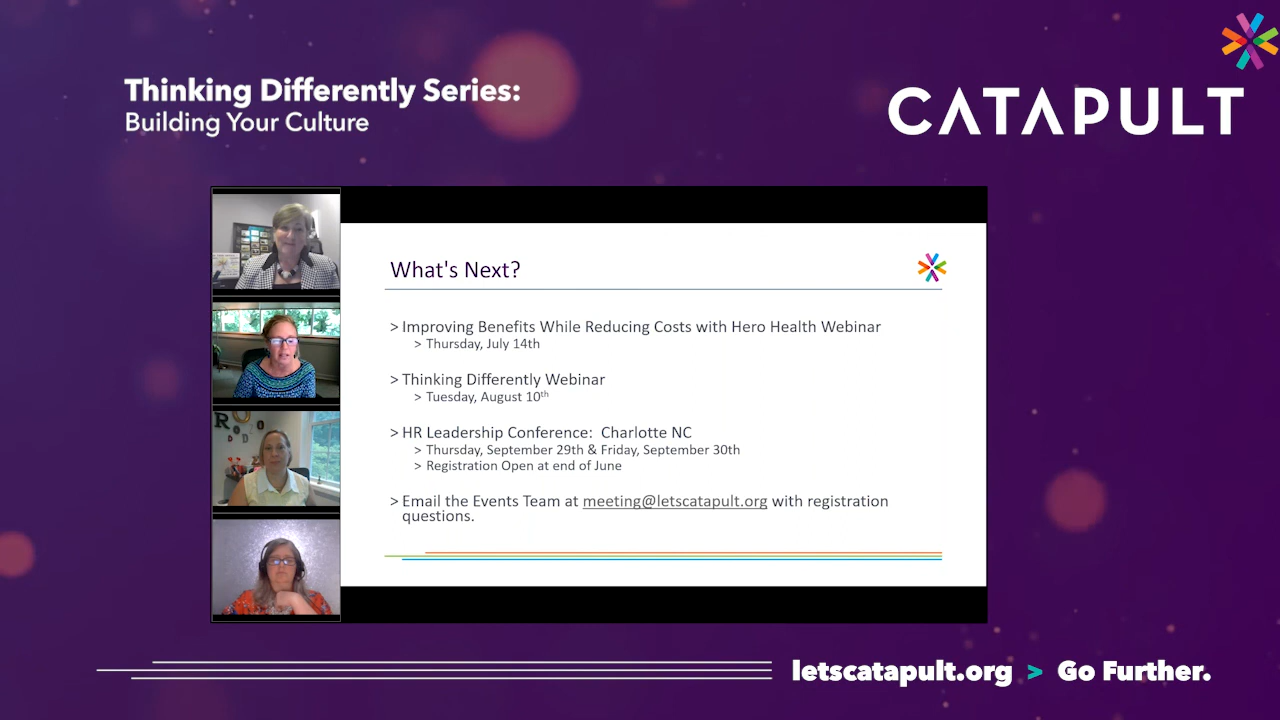 Thinking Differently Series:
Building Your Culture
CATAPULT
What's Next?
> Improving Benefits While Reducing Costs with Hero Health Webinar
> Thursday, July 14th
> Thinking Differently Webinar
> Tuesday, August 10th
> HR Leadership Conference: Charlotte NC
> Thursday, September 29th & Friday, September 30th
> Registration Open at end of June
> Email the Events Team at meeting@letscatapult.org with registration
questions.
letscatapult.org > Go Further.